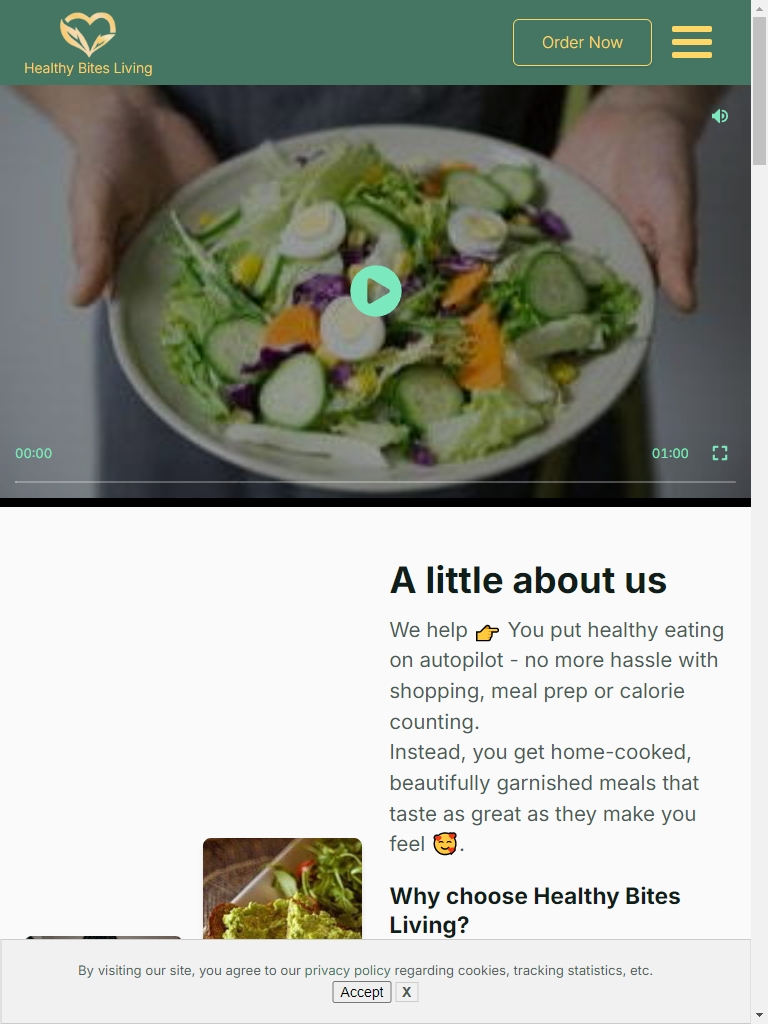 Healthy Bites Living
Order Now
00:00
01:00
A little about us
We help 👉 You put healthy eating
on autopilot - no more hassle with
shopping, meal prep or calorie
counting.
Instead, you get home-cooked,
beautifully garnished meals that
taste as great as they make you
feel 🥰.
Why choose Healthy Bites
Living?
By visiting our site, you agree to our privacy policy regarding cookies, tracking statistics, etc.
Accept X